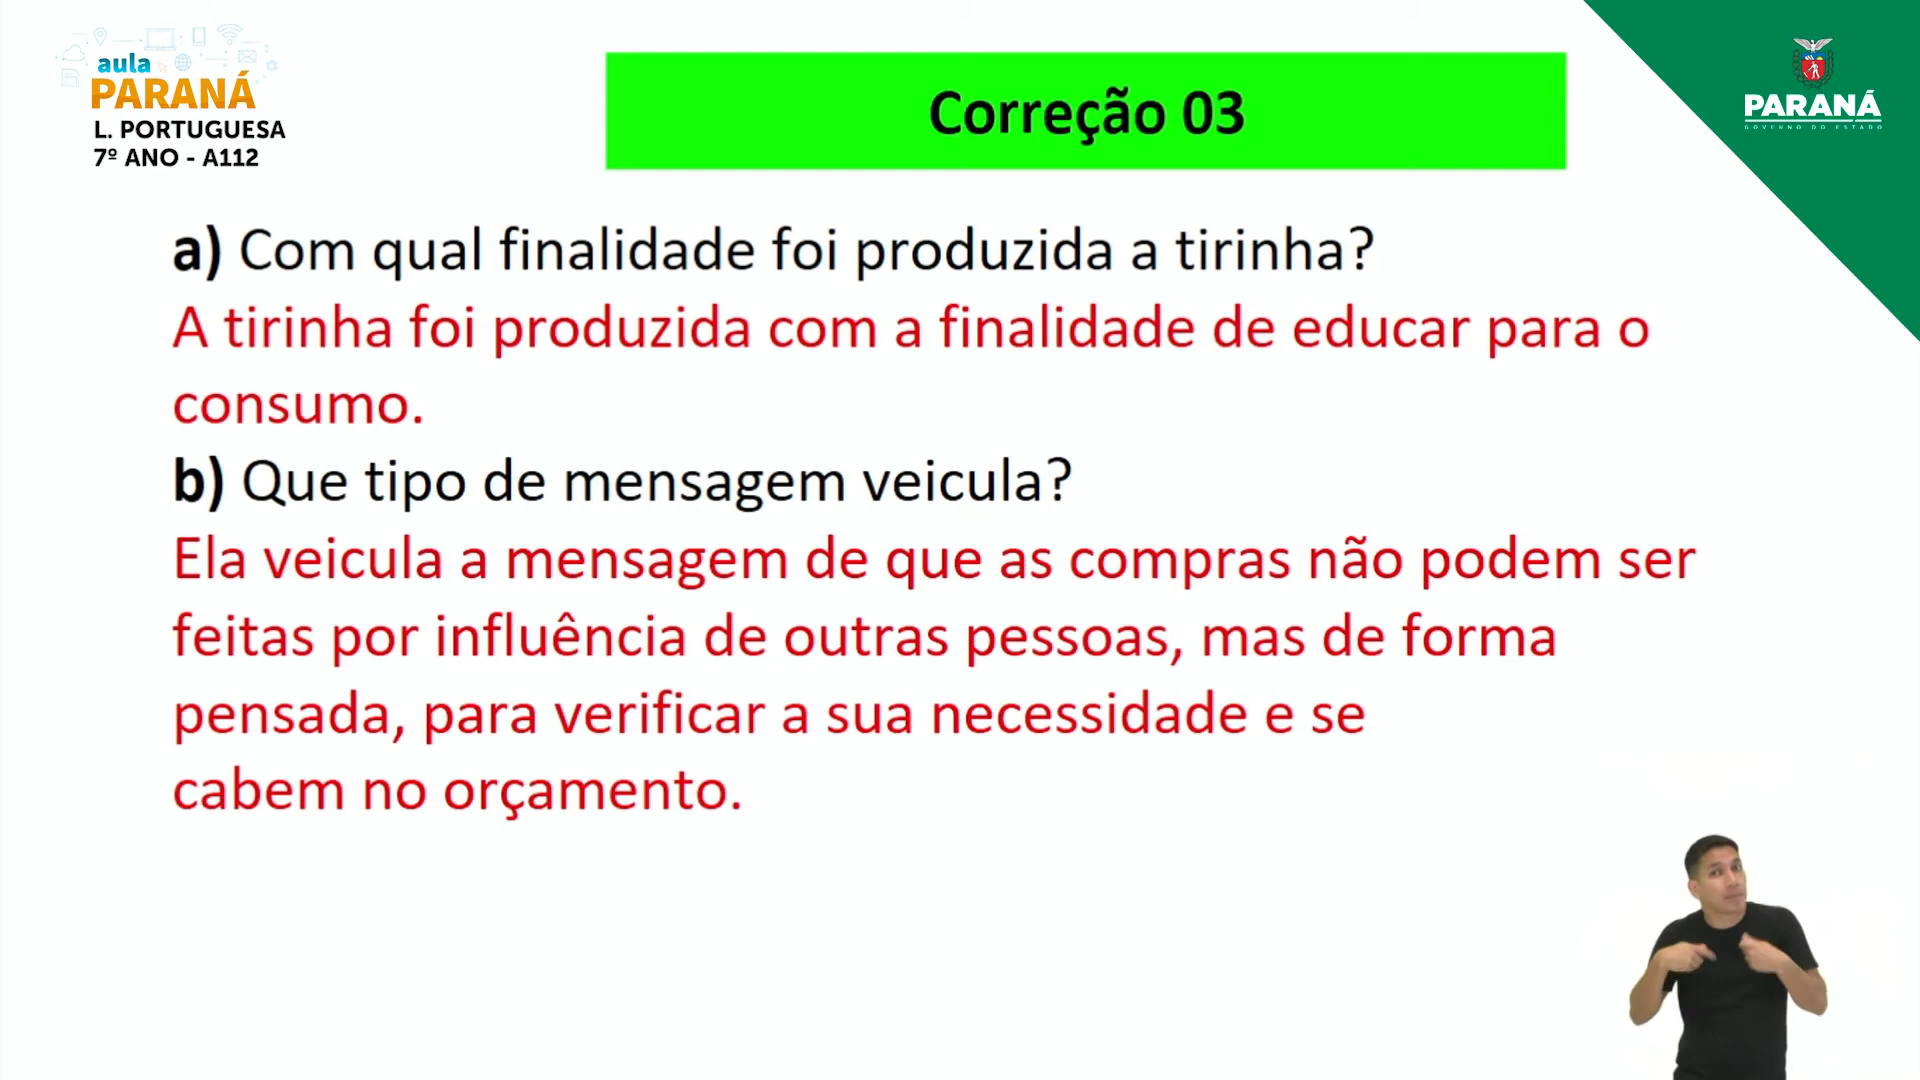 aula
PARANÁ
L. PORTUGUESA
7º ANO - A112
Correção 03
PARANÁ
GOVERNO DO ESTADO
a) Com qual finalidade foi produzida a tirinha?
A tirinha foi produzida com a finalidade de educar para o
consumo.
b) Que tipo de mensagem veicula?
Ela veicula a mensagem de que as compras não podem ser
feitas por influência de outras pessoas, mas de forma
pensada, para verificar a sua necessidade e se
cabem no orçamento.